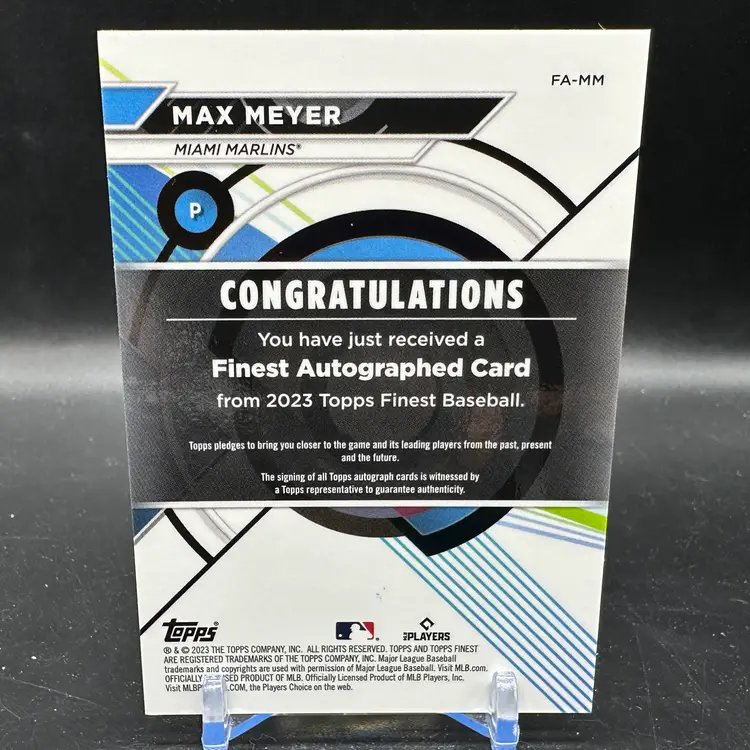 FA-MM
MAX MEYER
MIAMI MARLINS®
P
CONGRATULATIONS
You have just received a
Finest Autographed Card
from 2023 Topps Finest Baseball.
Topps pledges to bring you closer to the game and its leading players from the past, present
and the future.
The signing of all Topps autograph cards is witnessed by
a Topps representative to guarantee authenticity.
TOPPS
MLB PLAYERS
® & © 2023 THE TOPPS COMPANY, INC. ALL RIGHTS RESERVED. TOPPS AND TOPPS FINEST
ARE REGISTERED TRADEMARKS OF THE TOPPS COMPANY, INC. Major League Baseball
trademarks and copyrights are used with permission of Major League Baseball. Visit MLB.com.
OFFICIALLY PRODUCT OF MLB. Officially Licensed Product of MLB Players, Inc.
Visit .COM, the Players Choice on the web.